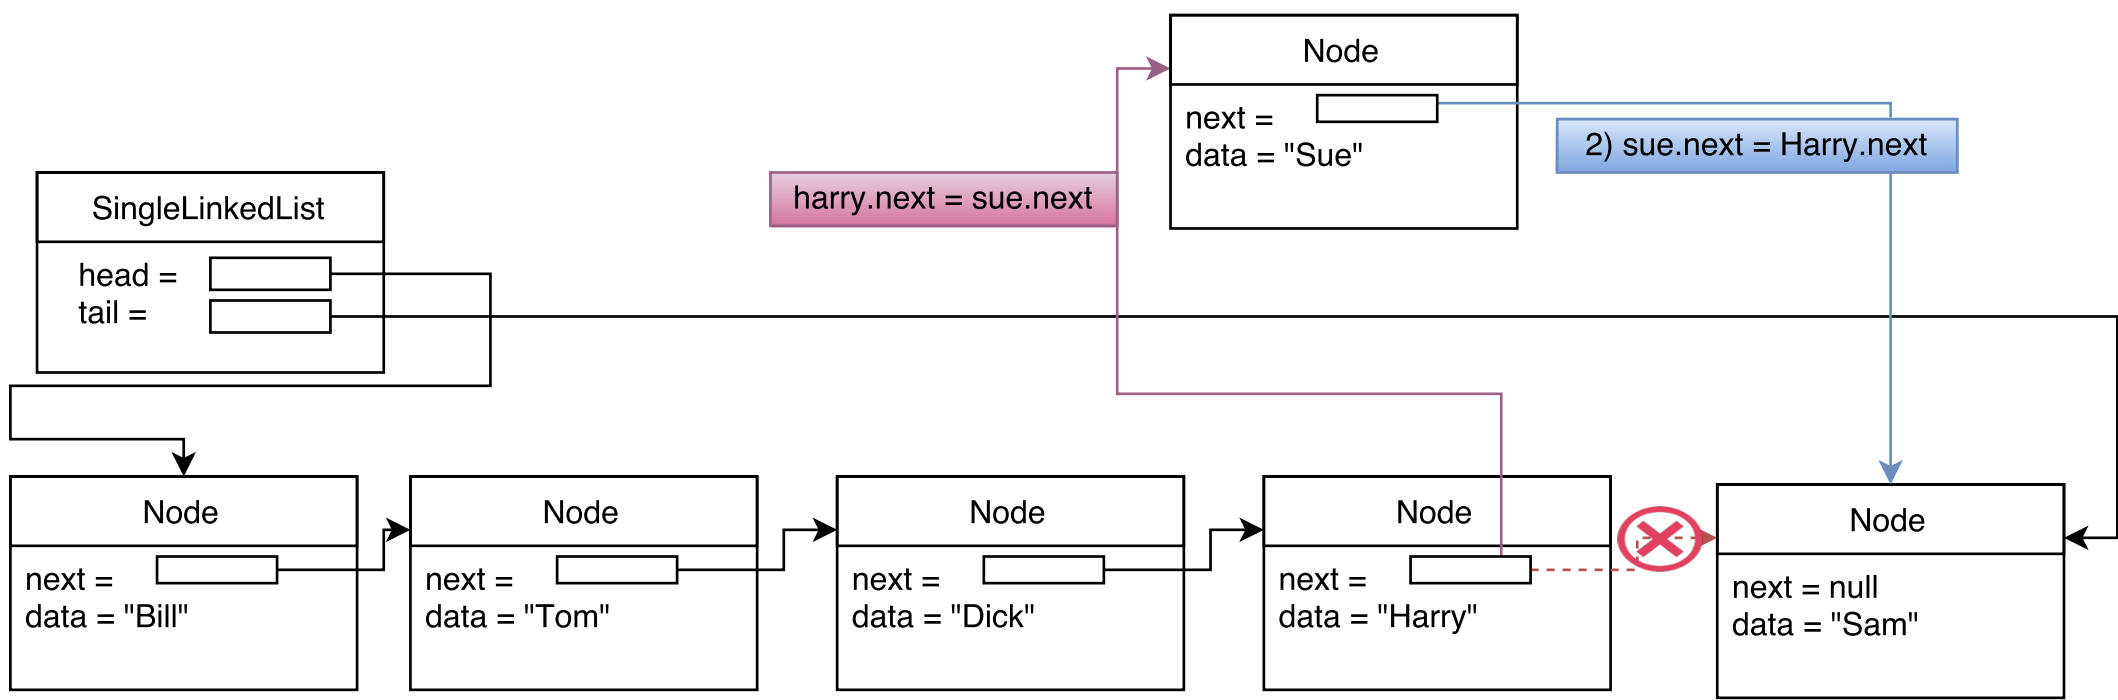 Node
next =
data = "Sue"
2) sue.next = Harry.next
harry.next = sue.next
SingleLinkedList
head =
tail =
Node
next =
data = "Bill"
Node
next =
data = "Tom"
Node
next =
data = "Dick"
Node
next =
data = "Harry"
Node
next = null
data = "Sam"